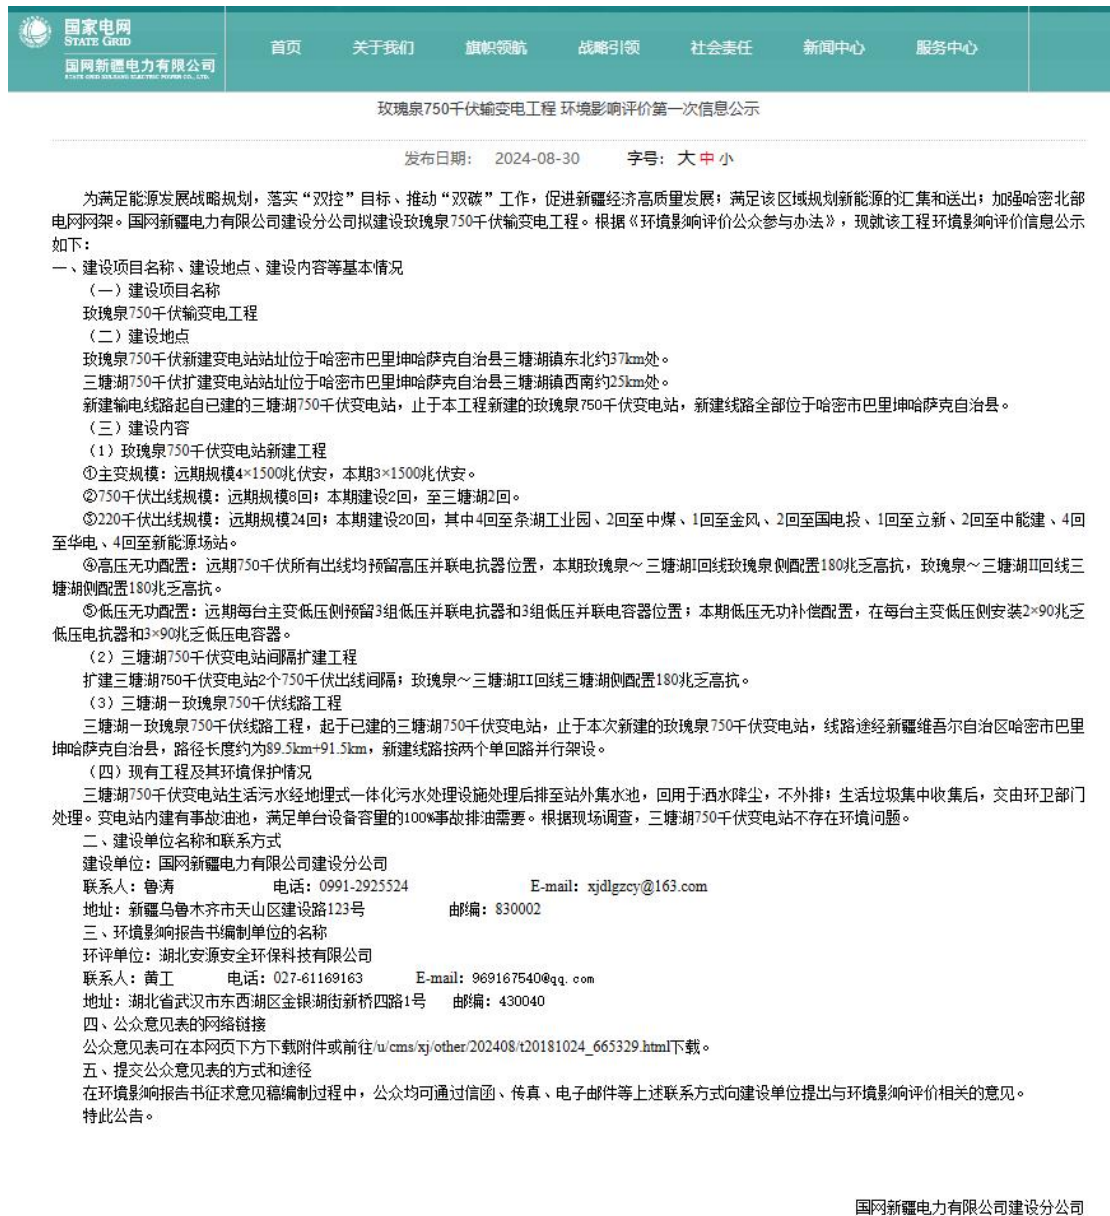 国家电网
STATE GRID
国网新疆电力有限公司
STATE GRID XINJIANG ELECTRIC POWER CO., LTD.
首页 关于我们 旗帜领航 战略引领 社会责任 新闻中心 服务中心
玫瑰泉750千伏输变电工程 环境影响评价第一次信息公示
发布日期： 2024-08-30 字号：大 中 小
为满足能源发展战略规划，落实“双控”目标、推动“双碳”工作，促进新疆经济高质量发展；满足该区域规划新能源的汇集和送出；加强哈密北部
电网网架。国网新疆电力有限公司建设分公司拟建设玫瑰泉750千伏输变电工程。根据《环境影响评价公众参与办法》，现就该工程环境影响评价信息公示
如下：
一、建设项目名称、建设地点、建设内容等基本情况
（一）建设项目名称
玫瑰泉750千伏输变电工程
（二）建设地点
玫瑰泉750千伏新建变电站站址位于哈密市巴里坤哈萨克自治县三塘湖镇东北约37km处。
三塘湖750千伏扩建变电站站址位于哈密市巴里坤哈萨克自治县三塘湖镇西南约25km处。
新建输电线路起自已建的三塘湖750千伏变电站，止于本工程新建的玫瑰泉750千伏变电站，新建线路全部位于哈密市巴里坤哈萨克自治县。
（三）建设内容
（1）玫瑰泉750千伏变电站新建工程
①主变规模：远期规模4×1500兆伏安，本期3×1500兆伏安。
②750千伏出线规模：远期规模8回；本期建设2回，至三塘湖2回。
③220千伏出线规模：远期规模24回；本期建设20回，其中4回至条湖工业园、2回至中煤、1回至金风、2回至国电投、1回至立新、2回至中能建、4回
至华电、4回至新能源场站。
④高压无功配置：远期750千伏所有出线均预留高压并联电抗器位置，本期玫瑰泉～三塘湖I回线玫瑰泉侧配置180兆乏高抗，玫瑰泉～三塘湖II回线三
塘湖侧配置180兆乏高抗。
⑤低压无功配置：远期每台主变低压侧预留3组低压并联电抗器和3组低压并联电容器位置；本期低压无功补偿配置，在每台主变低压侧安装2×90兆乏
低压电抗器和3×90兆乏低压电容器。
（2）三塘湖750千伏变电站间隔扩建工程
扩建三塘湖750千伏变电站2个750千伏出线间隔；玫瑰泉～三塘湖II回线三塘湖侧配置180兆乏高抗。
（3）三塘湖—玫瑰泉750千伏线路工程
三塘湖—玫瑰泉750千伏线路工程，起于已建的三塘湖750千伏变电站，止于本次新建的玫瑰泉750千伏变电站，线路途经新疆维吾尔自治区哈密市巴里
坤哈萨克自治县，路径长度约为89.5km+91.5km，新建线路按两个单回路并行架设。
（四）现有工程及其环境保护情况
三塘湖750千伏变电站生活污水经地埋式一体化污水处理设施处理后排至站外集水池，回用于洒水降尘，不外排；生活垃圾集中收集后，交由环卫部门
处理。变电站内建有事故油池，满足单台设备容量的100%事故排油需要。根据现场调查，三塘湖750千伏变电站不存在环境问题。
二、建设单位名称和联系方式
建设单位：国网新疆电力有限公司建设分公司
联系人：鲁涛 电话：0991-2925524 E-mail：xjdlgzcy@163.com
地址：新疆乌鲁木齐市天山区建设路123号 邮编：830002
三、环境影响报告书编制单位的名称
环评单位：湖北安源安全环保科技有限公司
联系人：黄工 电话：027-61169163 E-mail：969167540@qq.com
地址：湖北省武汉市东西湖区金银湖街新桥四路1号 邮编：430040
四、公众意见表的网络链接
公众意见表可在本网页下方下载附件或前往/u/cms/xj/other/202408/t20181024_665329.html下载。
五、提交公众意见表的方式和途径
在环境影响报告书征求意见稿编制过程中，公众均可通过信函、传真、电子邮件等上述联系方式向建设单位提出与环境影响评价相关的意见。
特此公告。
国网新疆电力有限公司建设分公司